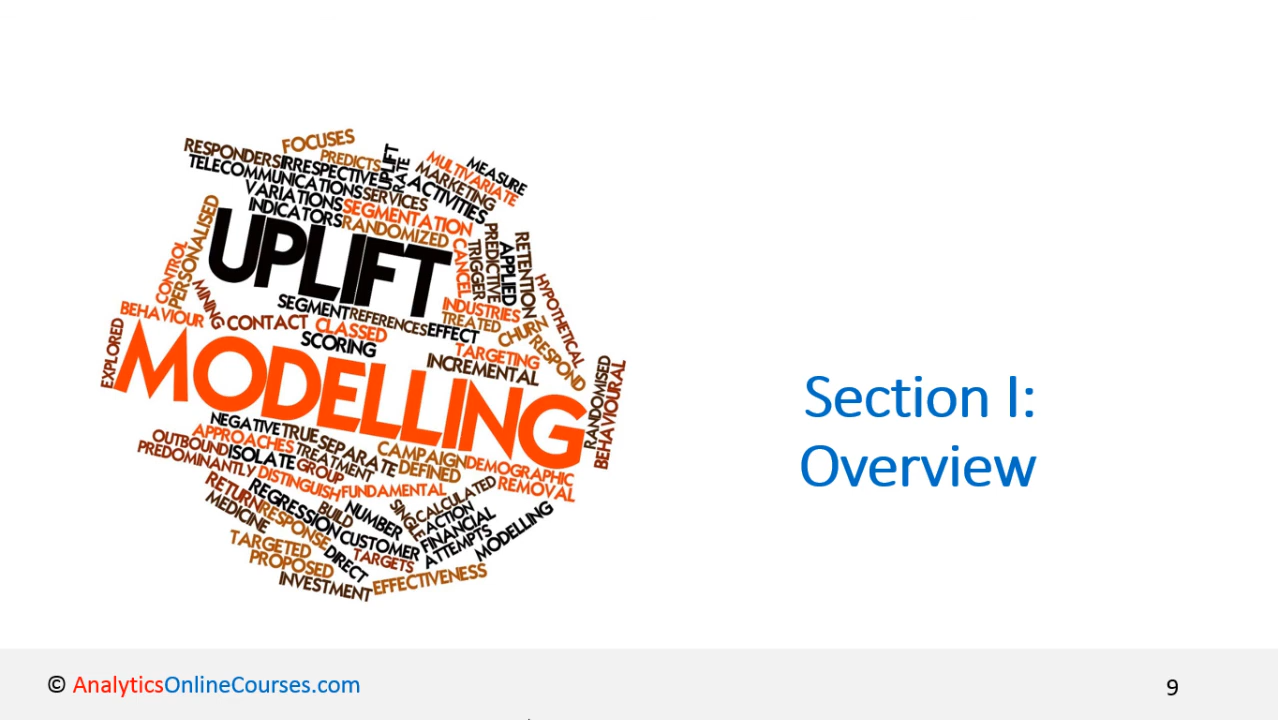 FOCUSES
RESPONDERS
PREDICTS
UPLIFT
RATE
MULTIVARIATE
MEASURE
IRRESPECTIVE
MARKETING
TELECOMMUNICATIONS
ACTIVITIES
VARIATIONS
SERVICES
INDICATORS
SEGMENTATION
RANDOMIZED
PERSONALISED
CONTROL
UPLIFT
CANCEL
TRIGGER
PREDICTIVE
APPLIED
RETENTION
HYPOTHETICAL
MINING
SEGMENT
REFERENCES
EFFECT
INDUSTRIES
TREATED
CHURN
RESPOND
BEHAVIOUR
CONTACT
CLASSED
SCORING
TARGETING
INCREMENTAL
EXPLORED
MODELLING
RANDOMISED
BEHAVIOURAL
NEGATIVE
TRUE
SEPARATE
CAMPAIGN
DEMOGRAPHIC
APPROACHES
TREATMENT
DEFINED
REMOVAL
OUTBOUND
ISOLATE
GROUP
PREDOMINANTLY
DISTINGUISH
FUNDAMENTAL
CALCULATED
RETURN
REGRESSION
BUILD
NUMBER
SINGLE
ACTION
FINANCIAL
ATTEMPTS
MODELLING
MEDICINE
RESPONSE
CUSTOMER
TARGETED
DIRECT
TARGETS
PROPOSED
INVESTMENT
EFFECTIVENESS
Section I:
Overview
© AnalyticsOnlineCourses.com
9